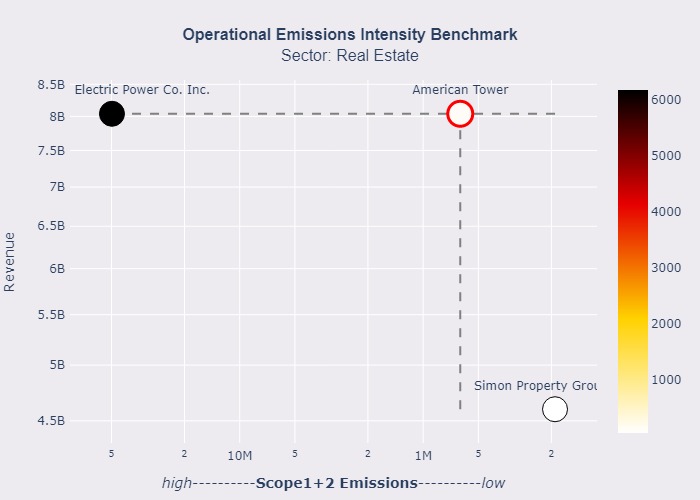 Operational Emissions Intensity Benchmark
Sector: Real Estate
8.5B
Electric Power Co. Inc.
American Tower
8B
7.5B
7B
6.5B
6B
5.5B
5B
4.5B
Revenue
Simon Property Grou
6000
5000
4000
3000
2000
1000
5 2 10M 5 2 1M 5 2
high----------Scope1+2 Emissions----------low